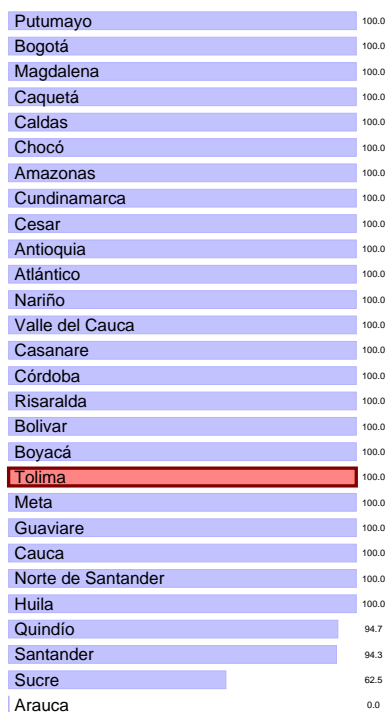 Putumayo 100.0
Bogotá 100.0
Magdalena 100.0
Caquetá 100.0
Caldas 100.0
Chocó 100.0
Amazonas 100.0
Cundinamarca 100.0
Cesar 100.0
Antioquia 100.0
Atlántico 100.0
Nariño 100.0
Valle del Cauca 100.0
Casanare 100.0
Córdoba 100.0
Risaralda 100.0
Bolivar 100.0
Boyacá 100.0
Tolima 100.0
Meta 100.0
Guaviare 100.0
Cauca 100.0
Norte de Santander 100.0
Huila 100.0
Quindío 94.7
Santander 94.3
Sucre 62.5
Arauca 0.0